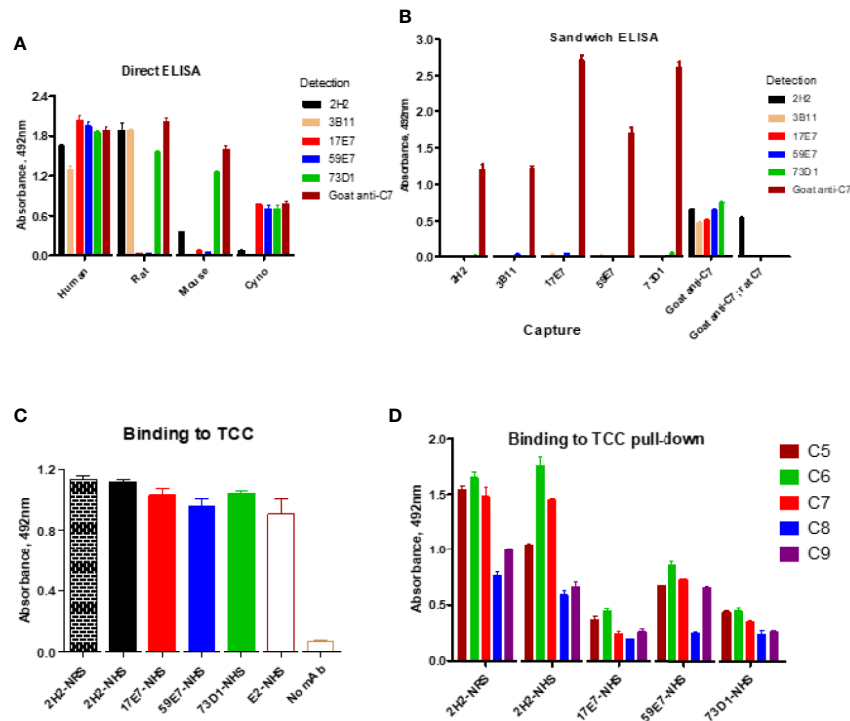 A
Direct ELISA
Absorbance, 492nm
2.4
1.8
1.2
0.6
0.0
Human
Rat
Mouse
Cyno
Detection
2H2
3B11
17E7
59E7
73D1
Goat anti-C7
B
Sandwich ELISA
Absorbance, 492nm
3.0
2.5
2.0
1.5
1.0
0.5
0.0
2H2
3B11
17E7
59E7
73D1
Goat anti-C7
Goat anti-C7; rat C7
Capture
Detection
2H2
3B11
17E7
59E7
73D1
Goat anti-C7
C
Binding to TCC
Absorbance, 492nm
1.2
0.8
0.4
0.0
2H2-NRS
2H2-NHS
17E7-NHS
59E7-NHS
73D1-NHS
E2-NHS
No mAb
D
Binding to TCC pull-down
Absorbance, 492nm
2.0
1.5
1.0
0.5
0.0
2H2-NRS
2H2-NHS
17E7-NHS
59E7-NHS
73D1-NHS
C5
C6
C7
C8
C9